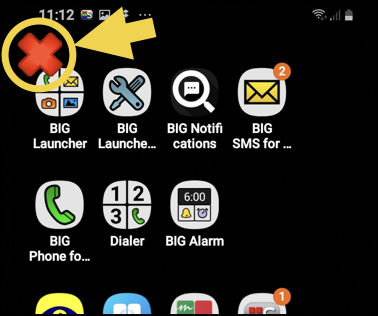 11:12
2
BIG
Launcher
BIG
Launche...
BIG Notifi
cations
BIG
SMS for ...
1 2
3
6:00
BIG
Phone fo...
Dialer
BIG Alarm
1